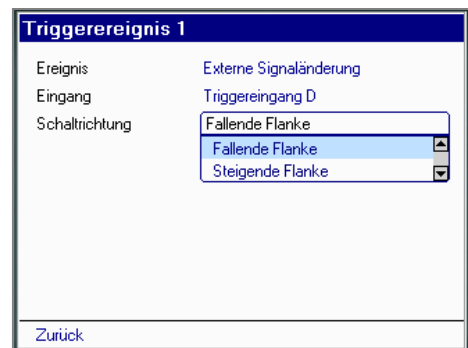 Triggerereignis 1
Ereignis Externe Signaländerung
Eingang Triggereingang D
Schaltrichtung Fallende Flanke
Fallende Flanke
Steigende Flanke
Zurück